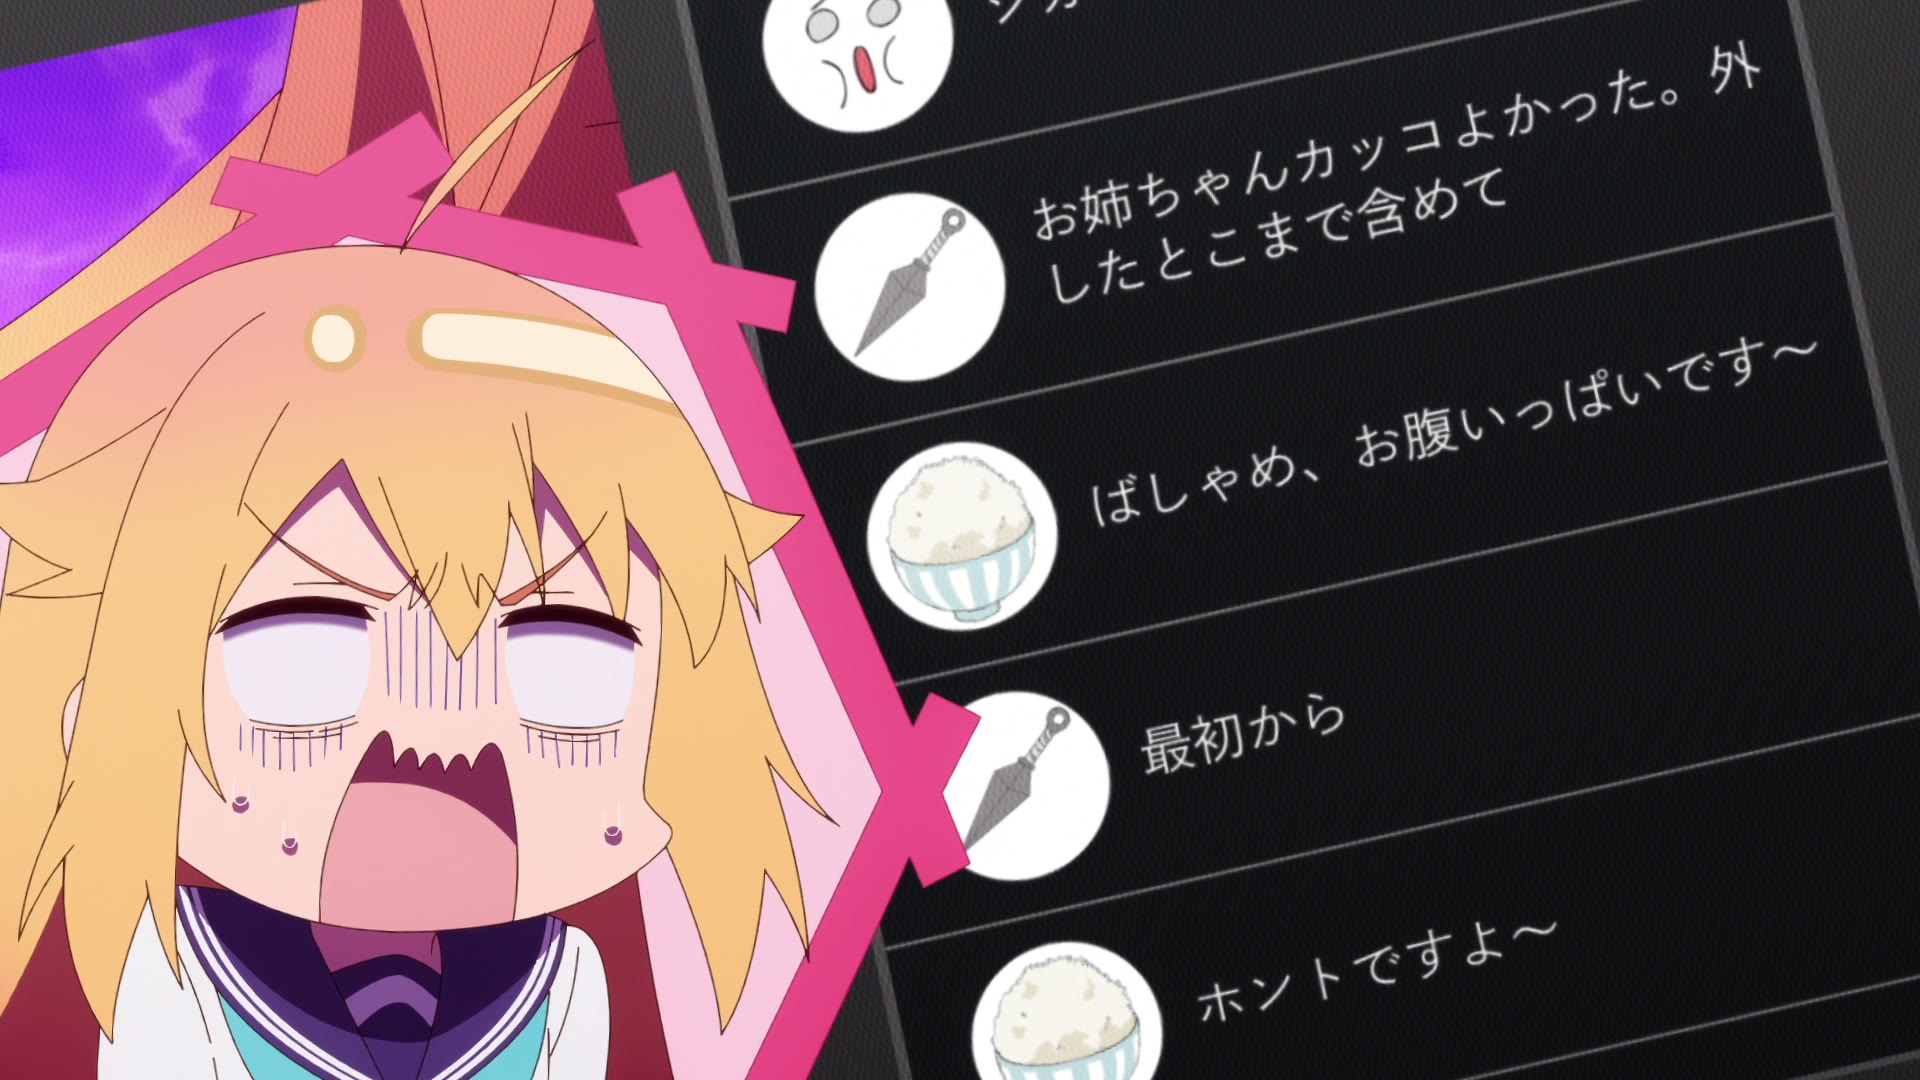 シカ
お姉ちゃんカッコよかった。外
したとこまで含めて
ばしゃめ、お腹いっぱいです～
最初から
ホントですよ～